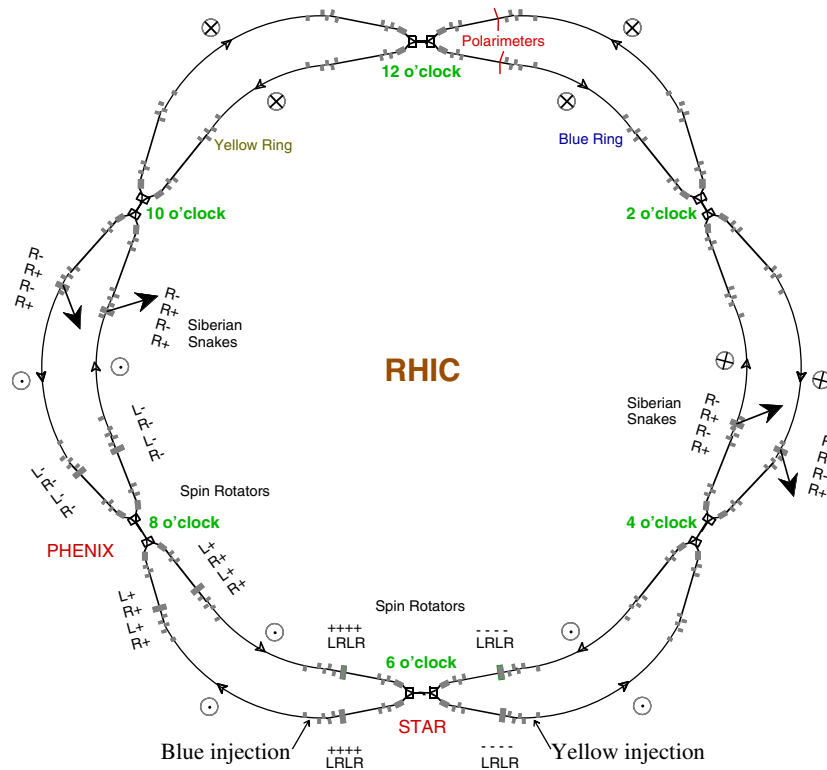 Polarimeters
12 o'clock
Yellow Ring
Blue Ring
10 o'clock
2 o'clock
R-
R+
R-
R+
R-
R+
R-
R+
Siberian
Snakes
RHIC
Siberian
Snakes
R-
R+
R-
R+
R-
R+
L-
R-
L-
R-
L-
R-
L-
R-
Spin Rotators
8 o'clock
4 o'clock
PHENIX
L+
R+
L+
R+
L+
R+
L+
R+
Spin Rotators
++++
LRLR
- - - -
LRLR
6 o'clock
STAR
Blue injection
++++
LRLR
- - - -
LRLR
Yellow injection